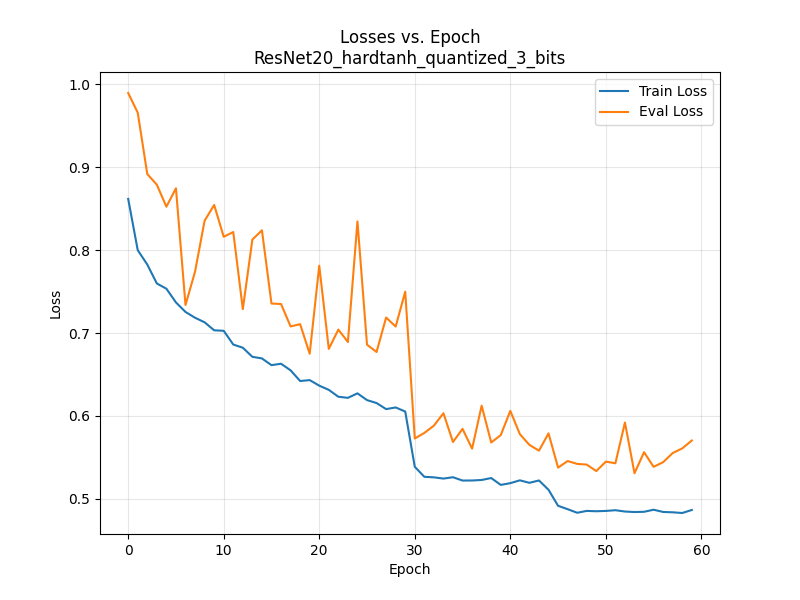 Losses vs. Epoch
ResNet20_hardtanh_quantized_3_bits
Train Loss
Eval Loss
1.0
0.9
0.8
0.7
0.6
0.5
Loss
0 10 20 30 40 50 60
Epoch